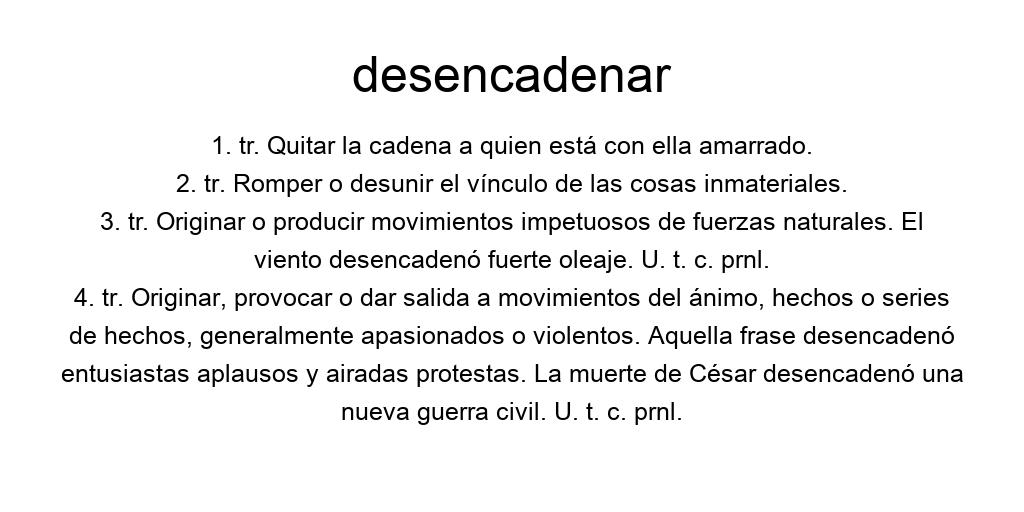 desencadenar
1. tr. Quitar la cadena a quien está con ella amarrado.
2. tr. Romper o desunir el vínculo de las cosas inmateriales.
3. tr. Originar o producir movimientos impetuosos de fuerzas naturales. El
viento desencadenó fuerte oleaje. U. t. c. prnl.
4. tr. Originar, provocar o dar salida a movimientos del ánimo, hechos o series
de hechos, generalmente apasionados o violentos. Aquella frase desencadenó
entusiastas aplausos y airadas protestas. La muerte de César desencadenó una
nueva guerra civil. U. t. c. prnl.